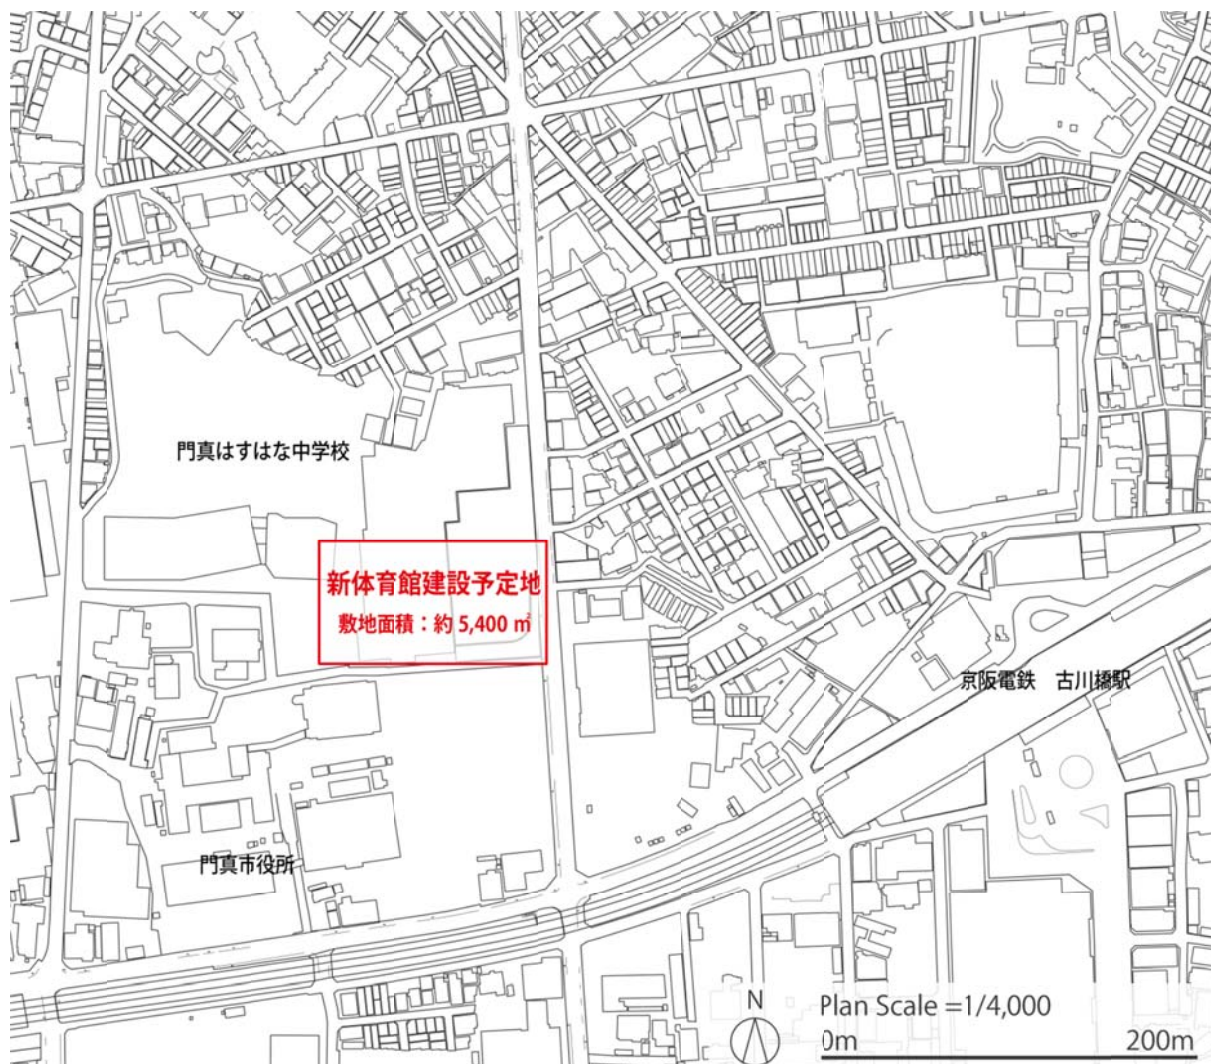 門真はすはな中学校
新体育館建設予定地
敷地面積：約 5,400 ㎡
京阪電鉄　古川橋駅
門真市役所
N
Plan Scale =1/4,000
0m 200m